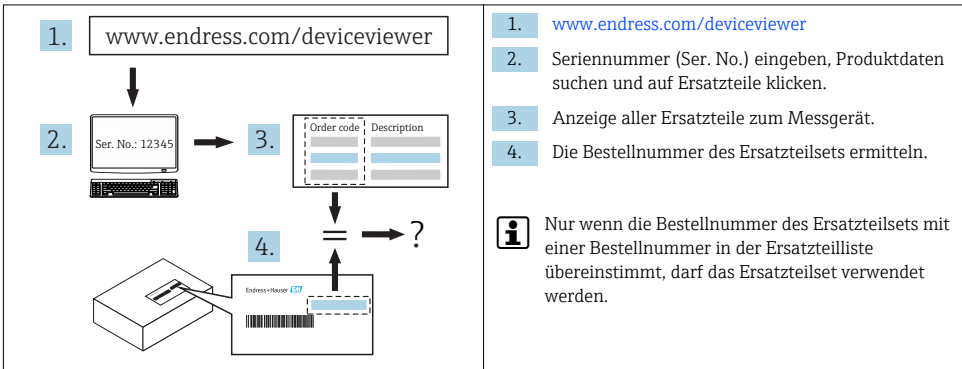 1. www.endress.com/deviceviewer
2. Ser. No.: 12345
3. Order code Description
= ?
4.
Endress+Hauser EH
1. www.endress.com/deviceviewer
2. Seriennummer (Ser. No.) eingeben, Produktdaten
suchen und auf Ersatzteile klicken.
3. Anzeige aller Ersatzteile zum Messgerät.
4. Die Bestellnummer des Ersatzteilsets ermitteln.
i Nur wenn die Bestellnummer des Ersatzteilsets mit
einer Bestellnummer in der Ersatzteilliste
übereinstimmt, darf das Ersatzteilset verwendet
werden.